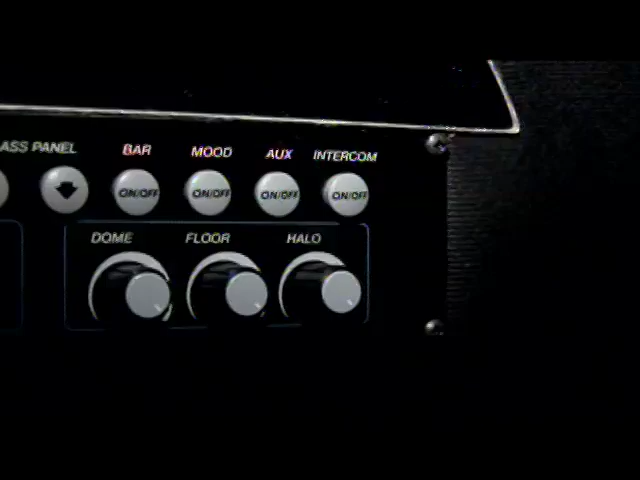 ASS PANEL BAR MOOD AUX INTERCOM
ON/OFF ON/OFF ON/OFF ON/OFF
DOME FLOOR HALO